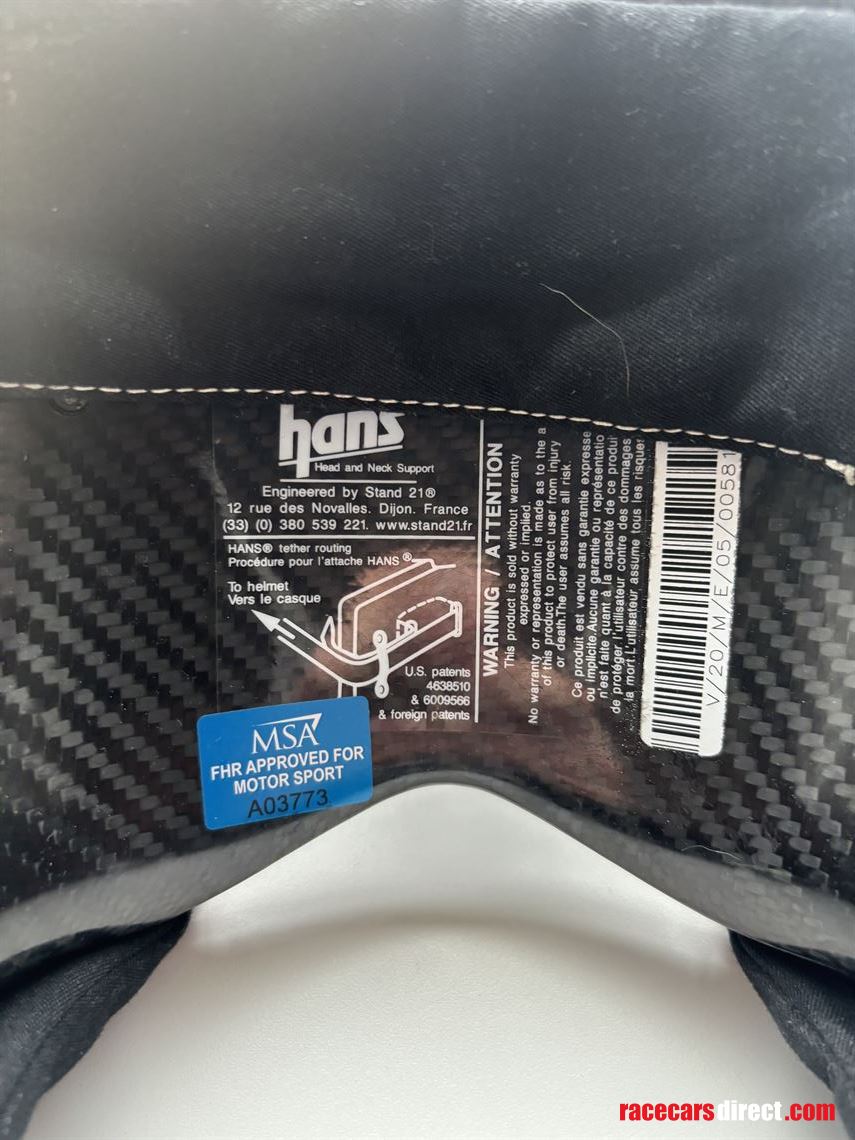 hans
Head and Neck Support
Engineered by Stand 21®
12 rue des Novalles. Dijon. France
(33) (0) 380 539 221. www.stand21.fr
HANS® tether routing
Procédure pour l'attache HANS®
To helmet
Vers le casque
U.S. patents
4638510
& 6009566
& foreign patents
WARNING / ATTENTION
This product is sold without warranty
expressed or implied.
No warranty or representation is made as to the a
of this product to protect user from injury
or death.The user assumes all risk.
Ce produit est vendu sans garantie expresse
ou implicite.Aucune garantie ou représentatio
n'est faite quant à la capacité de ce produi
de protéger l'utilisateur contre des dommages
la mort.L'utilisateur assume tous les risques
V/20/M/E/05/00581
MSA
FHR APPROVED FOR
MOTOR SPORT
A03773
racecarsdirect.com